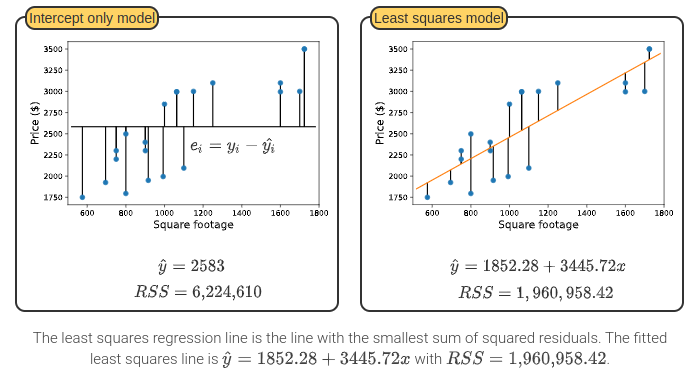 Intercept only model
3500
3250
3000
2750
2500
2250
2000
1750
Price ($)
600 800 1000 1200 1400 1600 1800
Square footage
e_i = y_i − ŷ_i
ŷ = 2583
RSS = 6,224,610
Least squares model
3500
3250
3000
2750
2500
2250
2000
1750
Price ($)
600 800 1000 1200 1400 1600 1800
Square footage
ŷ = 1852.28 + 3445.72x
RSS = 1, 960, 958.42
The least squares regression line is the line with the smallest sum of squared residuals. The fitted
least squares line is ŷ = 1852.28 + 3445.72x with RSS = 1,960,958.42.